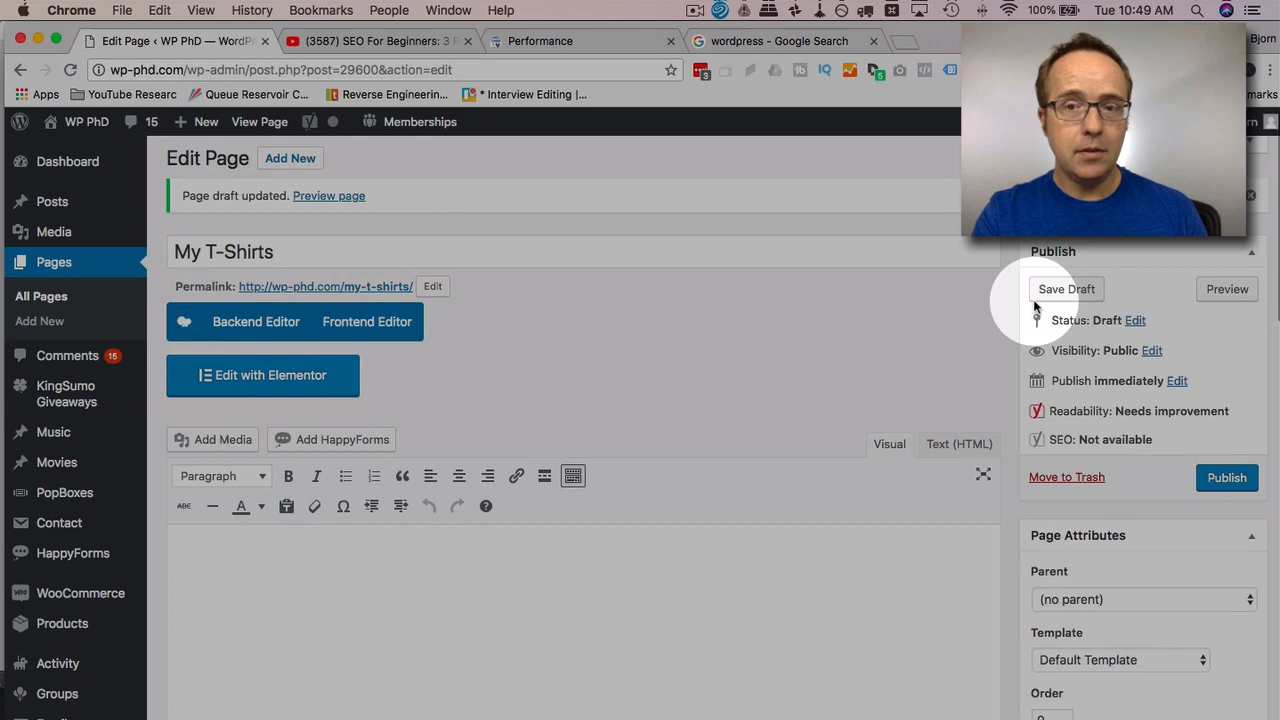 Chrome File Edit View History Bookmarks People Window Help 100% Tue 10:49 AM
Edit Page ‹ WP PhD — WordPr (3587) SEO For Beginners: 3 P Performance wordpress - Google Search Bjorn
wp-phd.com/wp-admin/post.php?post=29600&action=edit 3 5
Apps YouTube Researc Queue Reservoir C... Reverse Engineerin... * Interview Editing |... marks
WP PhD 15 New View Page Memberships
Dashboard
Posts
Media
Pages
All Pages
Add New
Comments 15
KingSumo
Giveaways
Music
Movies
PopBoxes
Contact
HappyForms
WooCommerce
Products
Activity
Groups
Edit Page Add New
Page draft updated. Preview page
My T-Shirts
Permalink: http://wp-phd.com/my-t-shirts/ Edit
Backend Editor Frontend Editor
Edit with Elementor
Add Media Add HappyForms Visual Text (HTML)
Paragraph B I
ABC A
Publish
Save Draft Preview
Status: Draft Edit
Visibility: Public Edit
Publish immediately Edit
Readability: Needs improvement
SEO: Not available
Move to Trash Publish
Page Attributes
Parent
(no parent)
Template
Default Template
Order